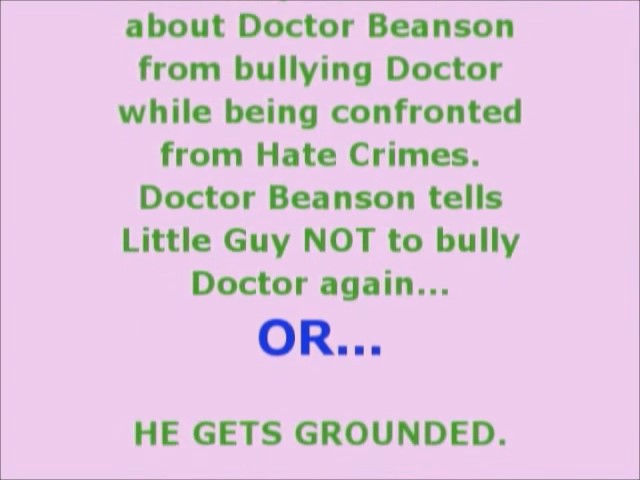 about Doctor Beanson
from bullying Doctor
while being confronted
from Hate Crimes.
Doctor Beanson tells
Little Guy NOT to bully
Doctor again...
OR...
HE GETS GROUNDED.